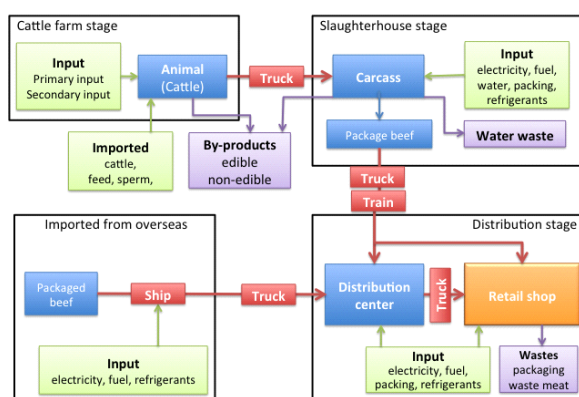 Cattle farm stage
Input
Primary input
Secondary input
Animal
(Cattle)
Truck
Imported
cattle,
feed, sperm,
By-products
edible
non-edible
Slaughterhouse stage
Carcass
Input
electricity, fuel,
water, packing,
refrigerants
Package beef
Water waste
Truck
Train
Imported from overseas
Packaged
beef
Ship
Truck
Input
electricity, fuel, refrigerants
Distribution stage
Distribution
center
Truck
Retail shop
Input
electricity, fuel,
packing, refrigerants
Wastes
packaging
waste meat